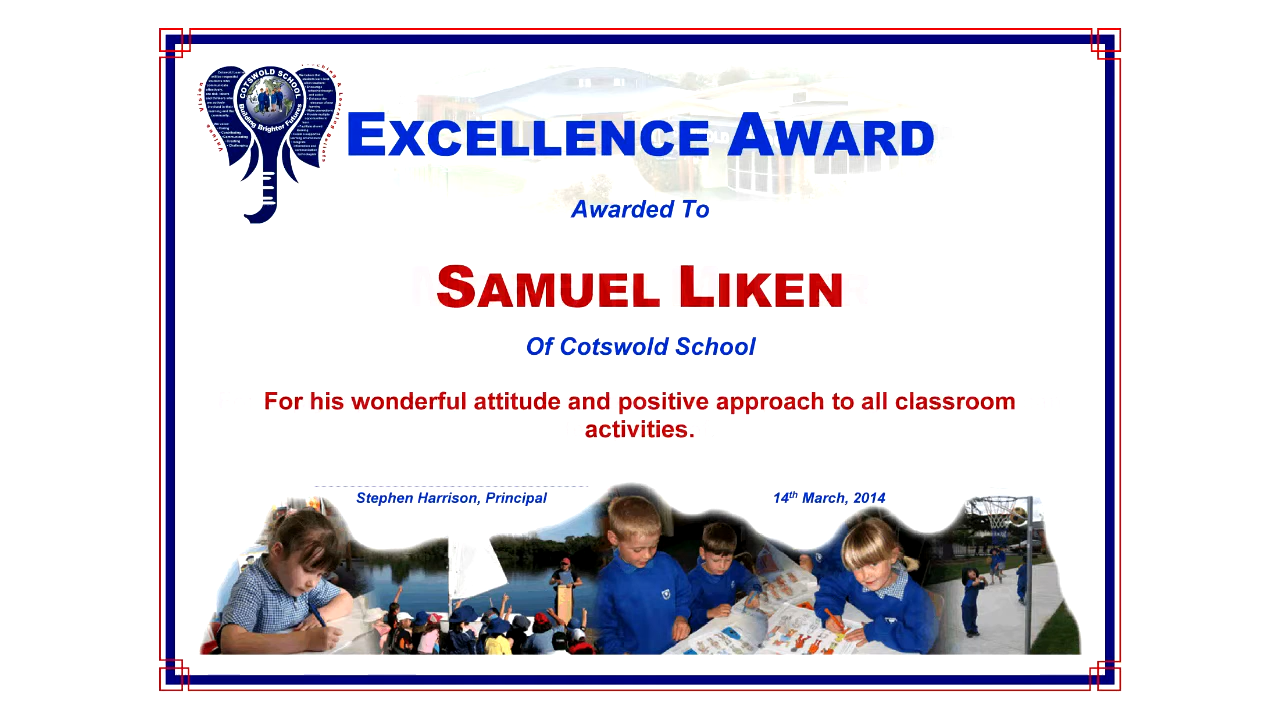 COTSWOLD SCHOOL
Building Brighter Futures
EXCELLENCE AWARD
Awarded To
SAMUEL LIKEN
Of Cotswold School
For his wonderful attitude and positive approach to all classroom
activities.
Stephen Harrison, Principal
14th March, 2014